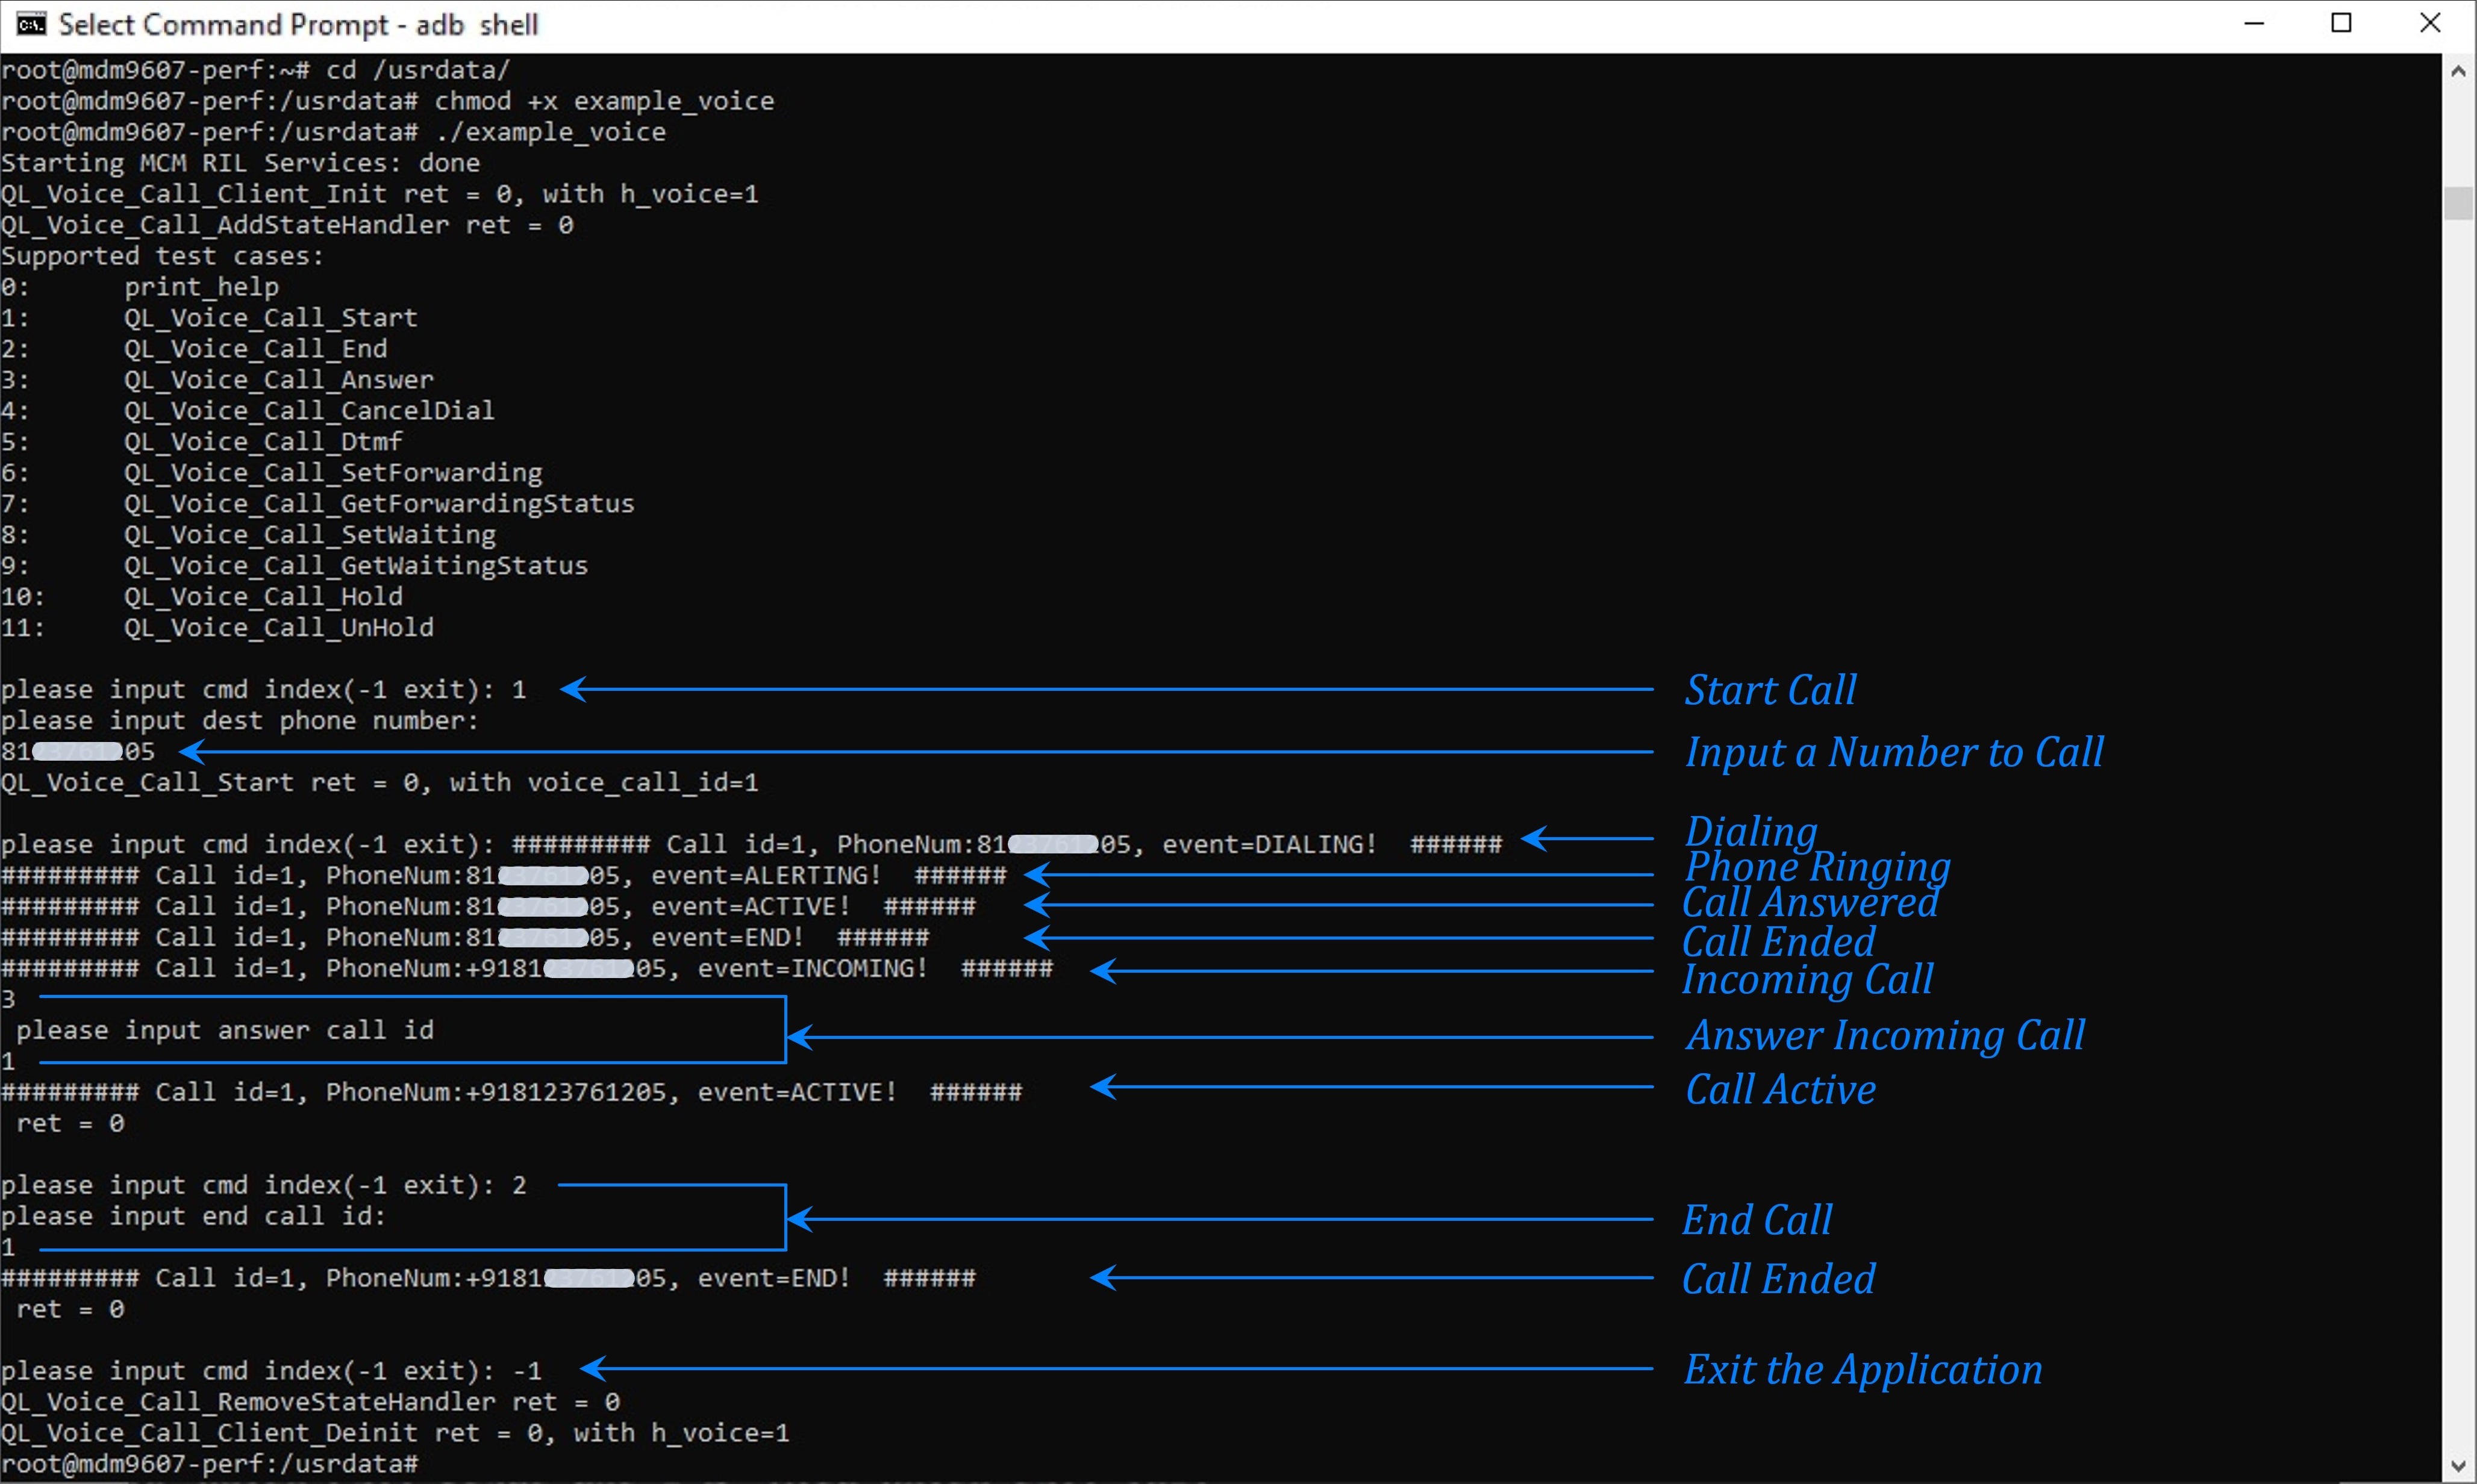 Select Command Prompt - adb shell
root@mdm9607-perf:~# cd /usrdata/
root@mdm9607-perf:/usrdata# chmod +x example_voice
root@mdm9607-perf:/usrdata# ./example_voice
Starting MCM RIL Services: done
QL_Voice_Call_Client_Init ret = 0, with h_voice=1
QL_Voice_Call_AddStateHandler ret = 0
Supported test cases:
0: print_help
1: QL_Voice_Call_Start
2: QL_Voice_Call_End
3: QL_Voice_Call_Answer
4: QL_Voice_Call_CancelDial
5: QL_Voice_Call_Dtmf
6: QL_Voice_Call_SetForwarding
7: QL_Voice_Call_GetForwardingStatus
8: QL_Voice_Call_SetWaiting
9: QL_Voice_Call_GetWaitingStatus
10: QL_Voice_Call_Hold
11: QL_Voice_Call_UnHold
please input cmd index(-1 exit): 1
Start Call
please input dest phone number:
81 05
Input a Number to Call
QL_Voice_Call_Start ret = 0, with voice_call_id=1
please input cmd index(-1 exit): ######### Call id=1, PhoneNum:81 05, event=DIALING! ######
Dialing
######### Call id=1, PhoneNum:81 05, event=ALERTING! ######
Phone Ringing
######### Call id=1, PhoneNum:81 05, event=ACTIVE! ######
Call Answered
######### Call id=1, PhoneNum:81 05, event=END! ######
Call Ended
######### Call id=1, PhoneNum:+9181 05, event=INCOMING! ######
Incoming Call
3
please input answer call id
Answer Incoming Call
1
######### Call id=1, PhoneNum:+918123761205, event=ACTIVE! ######
Call Active
ret = 0
please input cmd index(-1 exit): 2
please input end call id:
End Call
1
######### Call id=1, PhoneNum:+9181 05, event=END! ######
Call Ended
ret = 0
please input cmd index(-1 exit): -1
Exit the Application
QL_Voice_Call_RemoveStateHandler ret = 0
QL_Voice_Call_Client_Deinit ret = 0, with h_voice=1
root@mdm9607-perf:/usrdata#